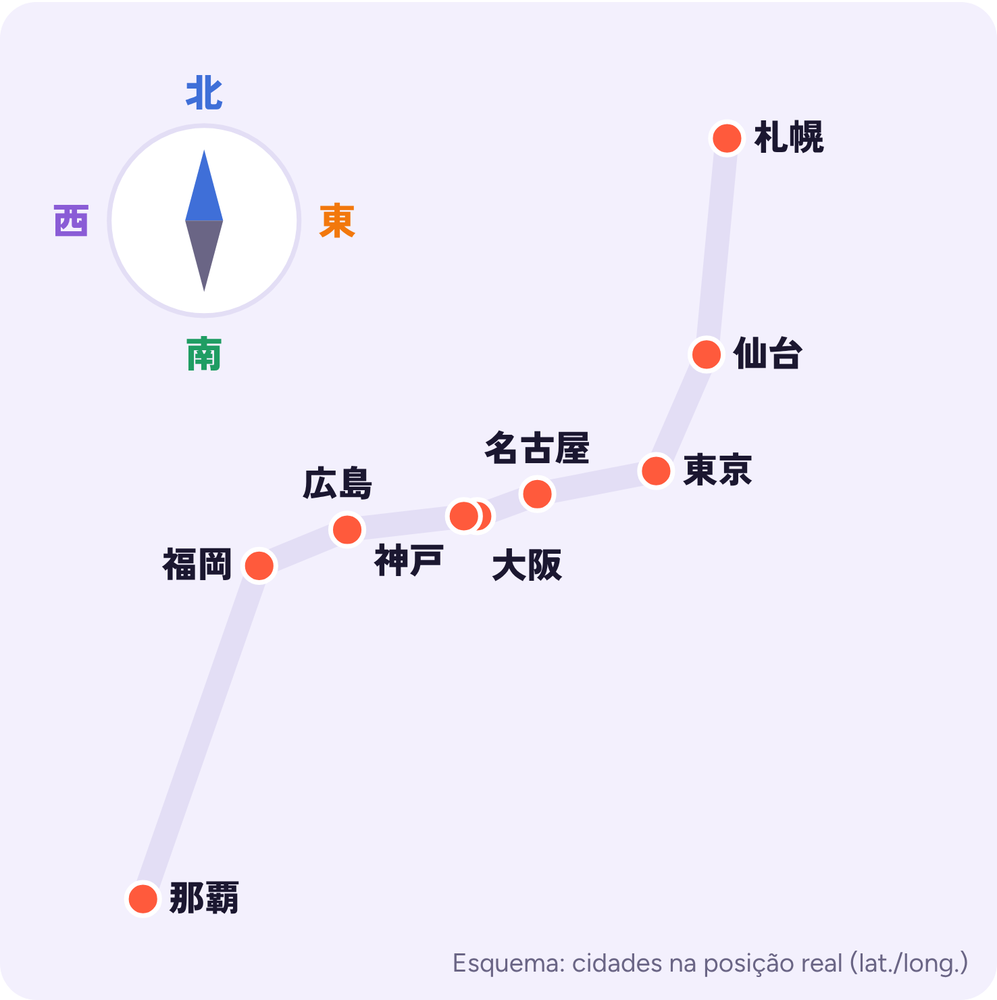 北
札幌
西
東
仙台
南
名古屋
東京
広島
神戸
大阪
福岡
那覇
Esquema: cidades na posição real (lat./long.)